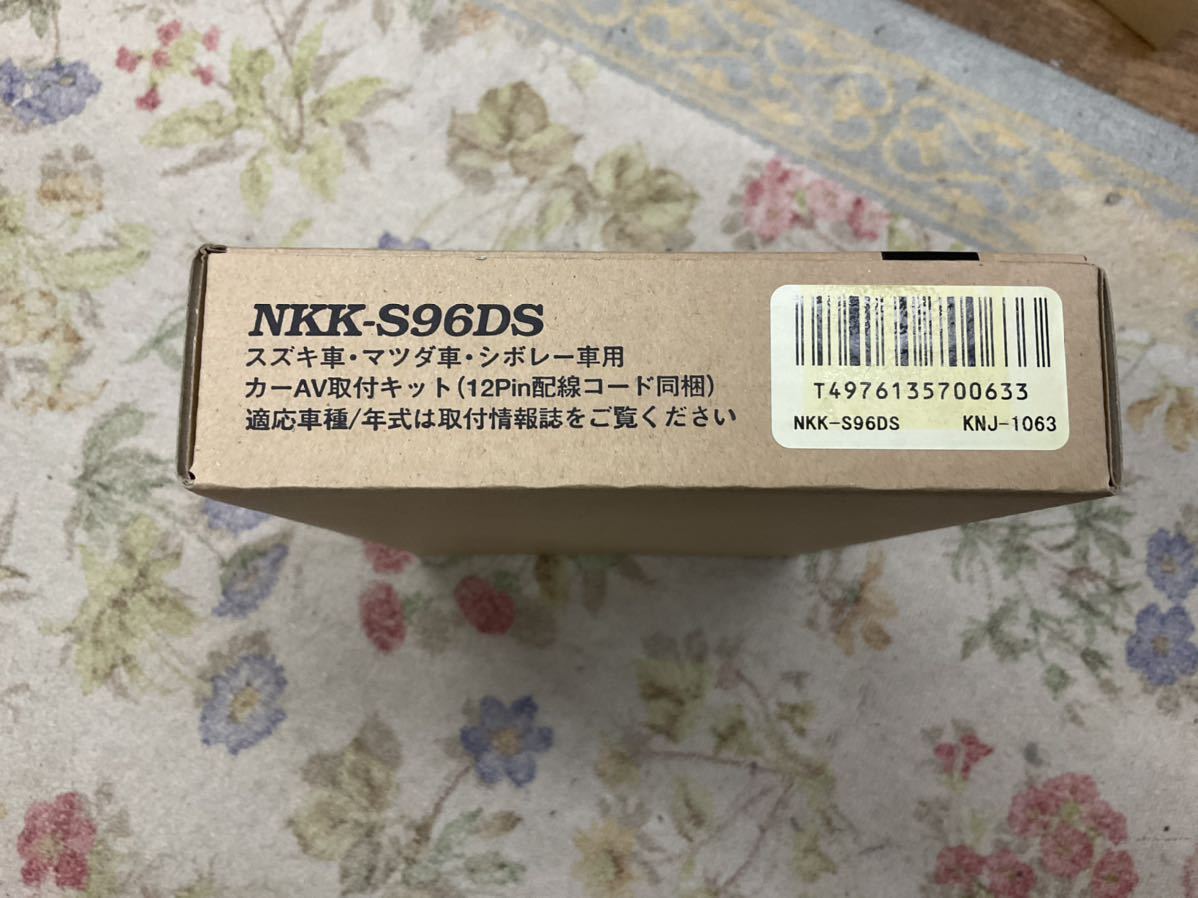 NKK-S96DS
スズキ車・マツダ車・シボレー車用
カーAV取付キット(12Pin配線コード同梱)
適応車種/年式は取付情報誌をご覧ください
T4976135700633
NKK-S96DS KNJ-1063